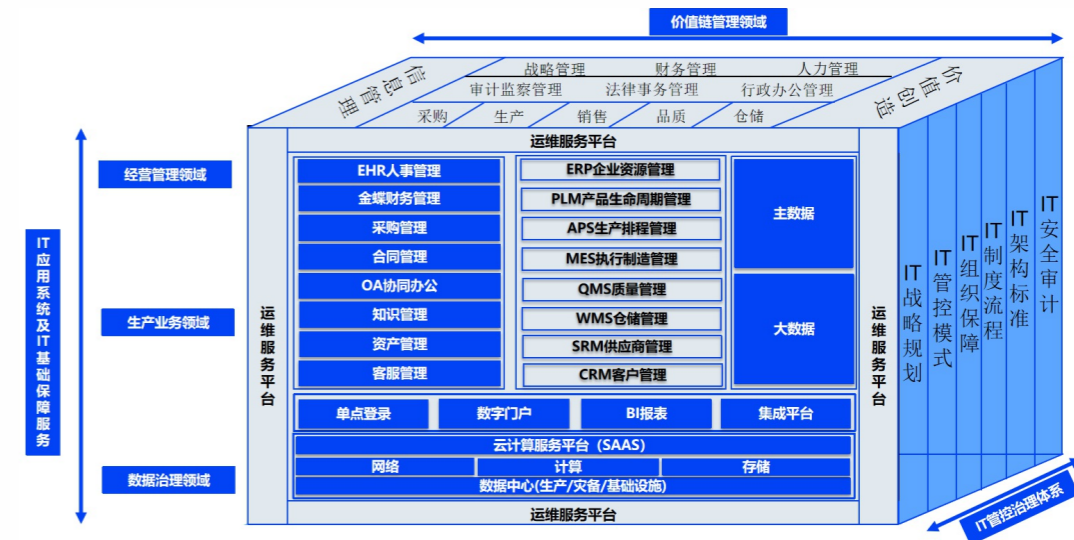 价值链管理领域
信息管理
战略管理 财务管理 人力管理
审计监察管理 法律事务管理 行政办公管理
采购 生产 销售 品质 仓储
价值创造
IT应用系统及IT基础保障服务
经营管理领域
生产业务领域
数据治理领域
运维服务平台
运维服务平台
EHR人事管理
金蝶财务管理
采购管理
合同管理
OA协同办公
知识管理
资产管理
客服管理
ERP企业资源管理
PLM产品生命周期管理
APS生产排程管理
MES执行制造管理
QMS质量管理
WMS仓储管理
SRM供应商管理
CRM客户管理
主数据
大数据
运维服务平台
单点登录 数字门户 BI报表 集成平台
云计算服务平台（SAAS）
网络 计算 存储
数据中心(生产/灾备/基础设施)
运维服务平台
IT战略规划
IT管控模式
IT组织保障
IT制度流程
IT架构标准
IT安全审计
IT管控治理体系